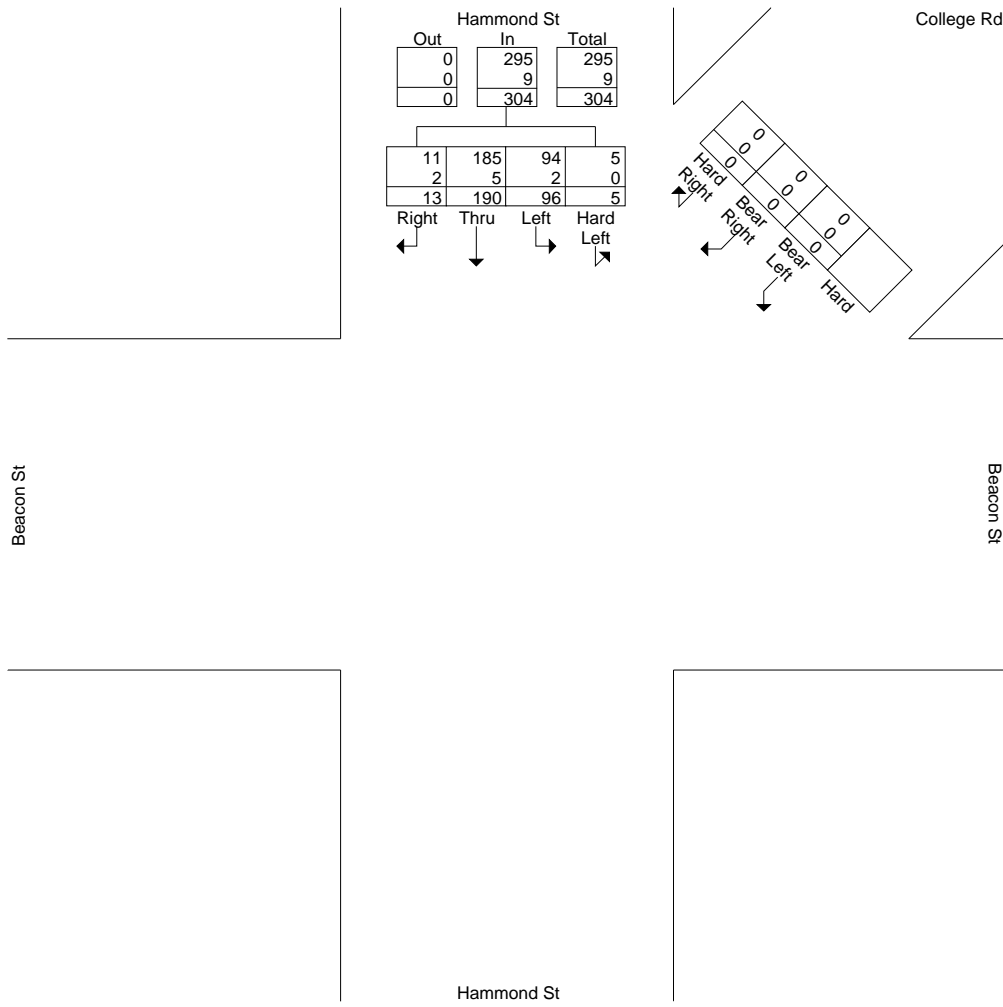 Hammond St
College Rd
Out In Total
0 295 295
0 9 9
0 304 304
11 185 94 5
2 5 2 0
13 190 96 5
Right Thru Left Hard
Left
0 0 0
0 0 0
0 0 0
Hard
Right
Bear
Right
Bear
Left
Hard
Beacon St
Beacon St
Hammond St